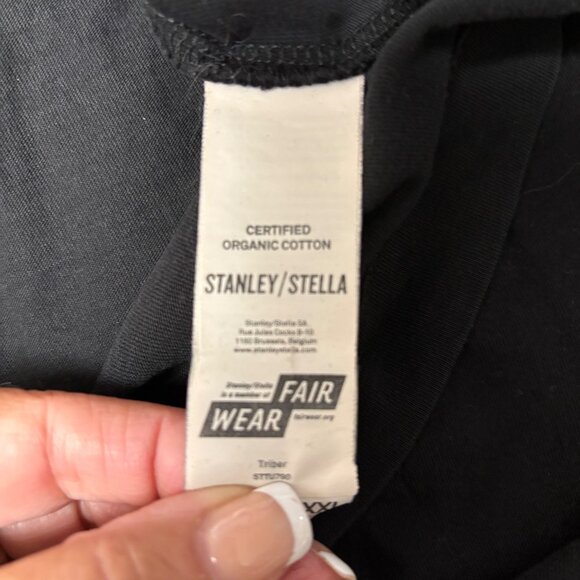 CERTIFIED
ORGANIC COTTON
STANLEY/STELLA
Stanley/Stella SA.
Rue Jules Cockx 8-10
1160 Brussels, Belgium
www.stanleystella.com
Stanley/Stella
is a member of
FAIR
WEAR
fairwear.org
Triber
STTU790